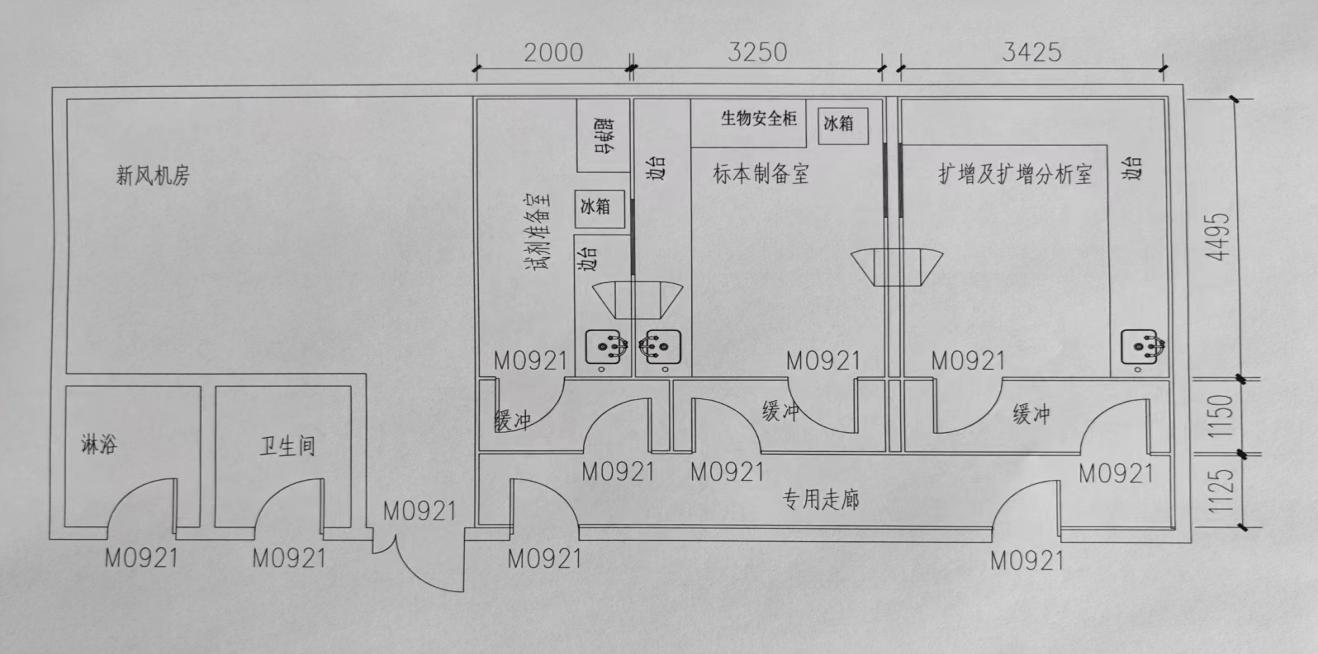 2000
3250
3425
新风机房
超净台
冰箱
边台
试剂准备室
边台
生物安全柜
冰箱
标本制备室
扩增及扩增分析室
边台
4495
M0921
M0921
M0921
缓冲
缓冲
缓冲
1150
淋浴
卫生间
M0921
M0921
M0921
M0921
专用走廊
1125
M0921
M0921
M0921
M0921